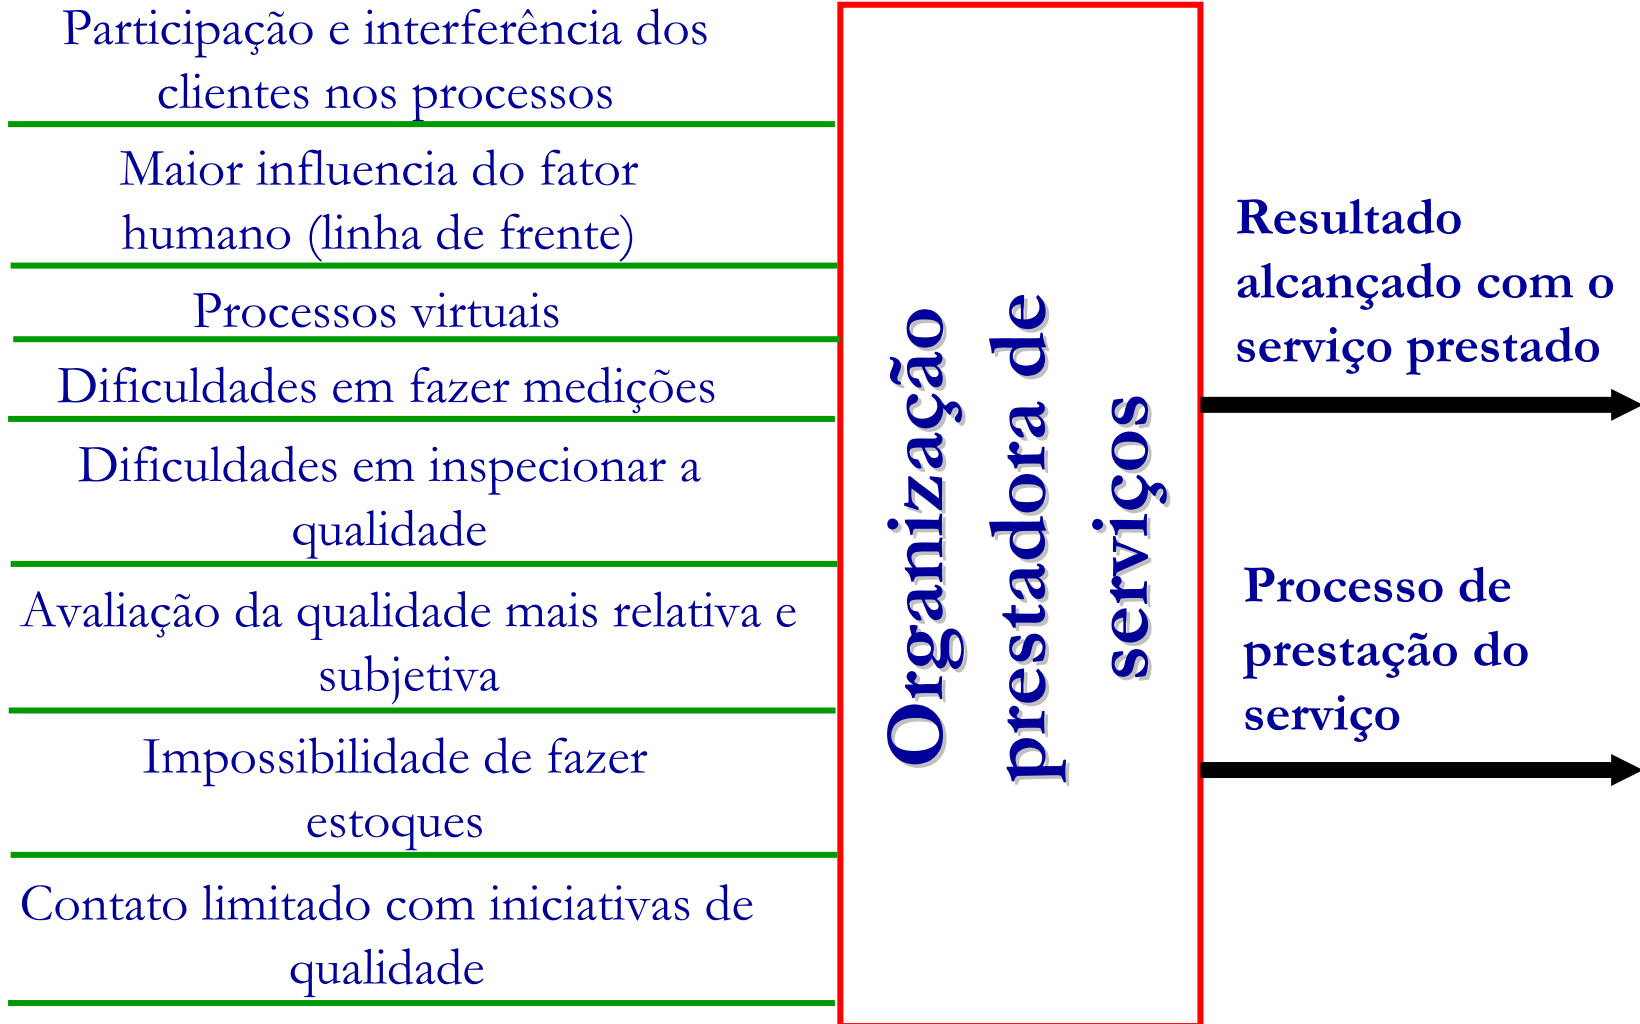 Participação e interferência dos
clientes nos processos
Maior influencia do fator
humano (linha de frente)
Processos virtuais
Dificuldades em fazer medições
Dificuldades em inspecionar a
qualidade
Avaliação da qualidade mais relativa e
subjetiva
Impossibilidade de fazer
estoques
Contato limitado com iniciativas de
qualidade
Organização
prestadora de
serviços
Resultado
alcançado com o
serviço prestado
Processo de
prestação do
serviço